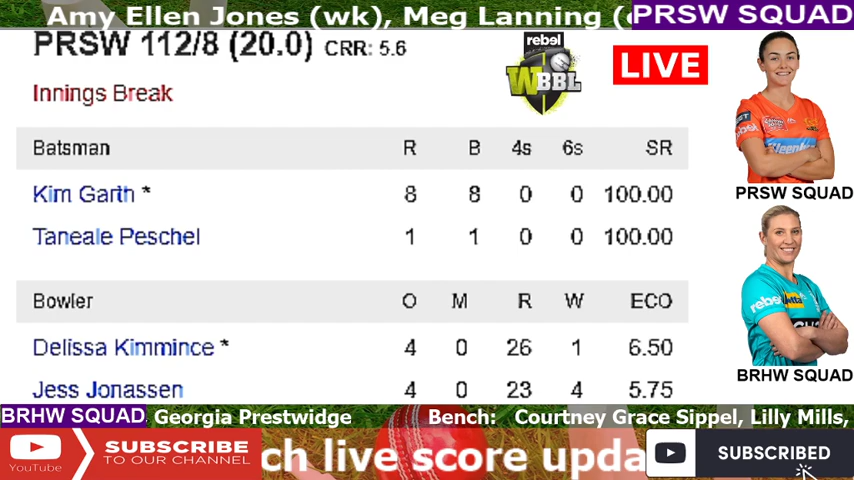 Amy Ellen Jones (wk), Meg Lanning (
PRSW SQUAD
PRSW 112/8 (20.0) CRR: 5.6
rebel
WBBL
LIVE
Innings Break
Batsman R B 4s 6s SR
Kim Garth * 8 8 0 0 100.00
Taneale Peschel 1 1 0 0 100.00
PRSW SQUAD
Bowler O M R W ECO
Delissa Kimmince * 4 0 26 1 6.50
Jess Jonassen 4 0 23 4 5.75
rebel
BRHW SQUAD
BRHW SQUAD
Georgia Prestwidge Bench: Courtney Grace Sippel, Lilly Mills,
YouTube
SUBSCRIBE
TO OUR CHANNEL
ch live score upda
SUBSCRIBED